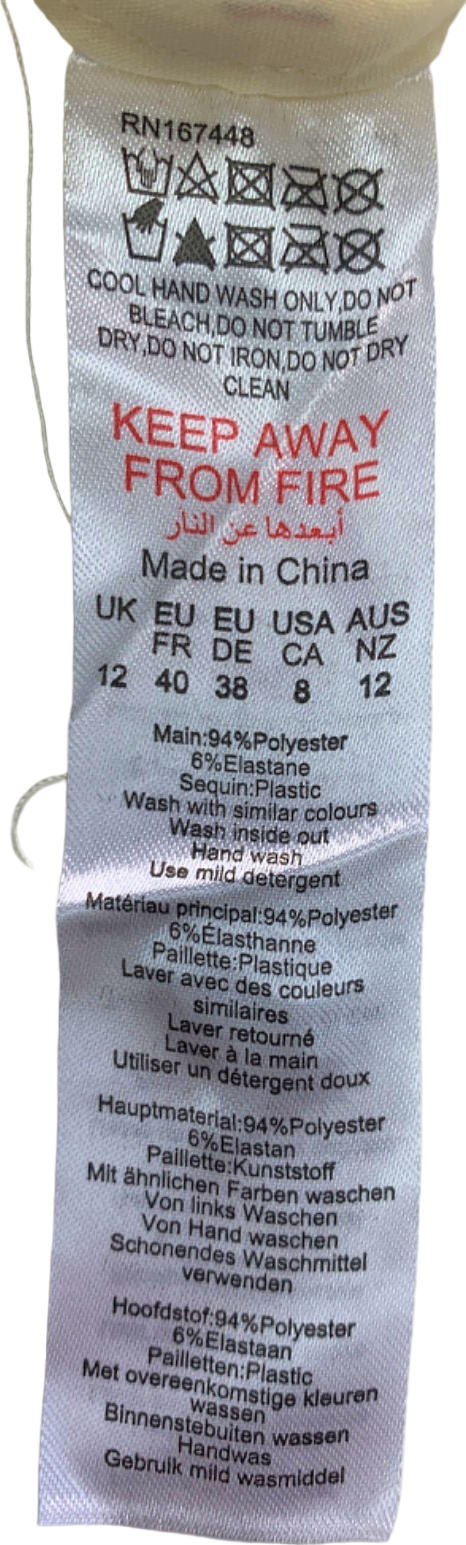 RN167448
COOL HAND WASH ONLY,DO NOT
BLEACH,DO NOT TUMBLE
DRY,DO NOT IRON,DO NOT DRY
CLEAN
KEEP AWAY
FROM FIRE
أبعدها عن النار
Made in China
UK EU EU USA AUS
FR DE CA NZ
12 40 38 8 12
Main:94%Polyester
6%Elastane
Sequin:Plastic
Wash with similar colours
Wash inside out
Hand wash
Use mild detergent
Matériau principal:94%Polyester
6%Élasthanne
Paillette:Plastique
Laver avec des couleurs
similaires
Laver retourné
Laver à la main
Utiliser un détergent doux
Hauptmaterial:94%Polyester
6%Elastan
Paillette:Kunststoff
Mit ähnlichen Farben waschen
Von links Waschen
Von Hand waschen
Schonendes Waschmittel
verwenden
Hoofdstof:94%Polyester
6%Elastaan
Pailletten:Plastic
Met overeenkomstige kleuren
wassen
Binnenstebuiten wassen
Handwas
Gebruik mild wasmiddel